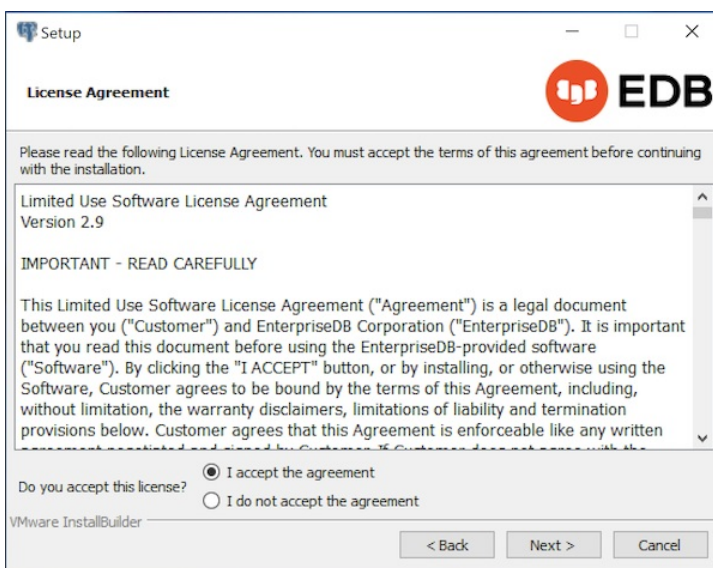 Setup
License Agreement
EDB
Please read the following License Agreement. You must accept the terms of this agreement before continuing
with the installation.
Limited Use Software License Agreement
Version 2.9
IMPORTANT - READ CAREFULLY
This Limited Use Software License Agreement ("Agreement") is a legal document
between you ("Customer") and EnterpriseDB Corporation ("EnterpriseDB"). It is important
that you read this document before using the EnterpriseDB-provided software
("Software"). By clicking the "I ACCEPT" button, or by installing, or otherwise using the
Software, Customer agrees to be bound by the terms of this Agreement, including,
without limitation, the warranty disclaimers, limitations of liability and termination
provisions below. Customer agrees that this Agreement is enforceable like any written
Do you accept this license?
I accept the agreement
I do not accept the agreement
VMware InstallBuilder
< Back
Next >
Cancel